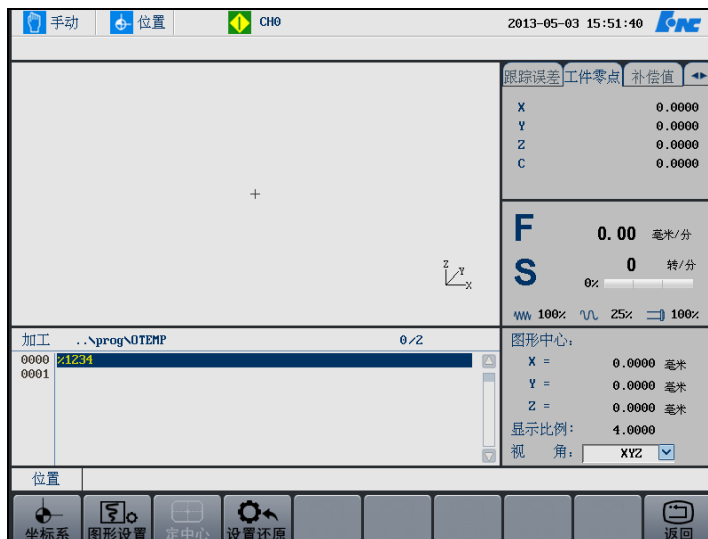 手动 位置 CH0 2013-05-03 15:51:40 HNC
跟踪误差 工件零点 补偿值
X 0.0000
Y 0.0000
Z 0.0000
C 0.0000
Z Y X
F 0.00 毫米/分
S 0 转/分
0%
100% 25% 100%
加工 ..\prog\OTEMP 0/2
0000 %1234
0001
图形中心:
X = 0.0000 毫米
Y = 0.0000 毫米
Z = 0.0000 毫米
显示比例: 4.0000
视 角: XYZ
位置
坐标系 图形设置 定中心 设置还原 返回